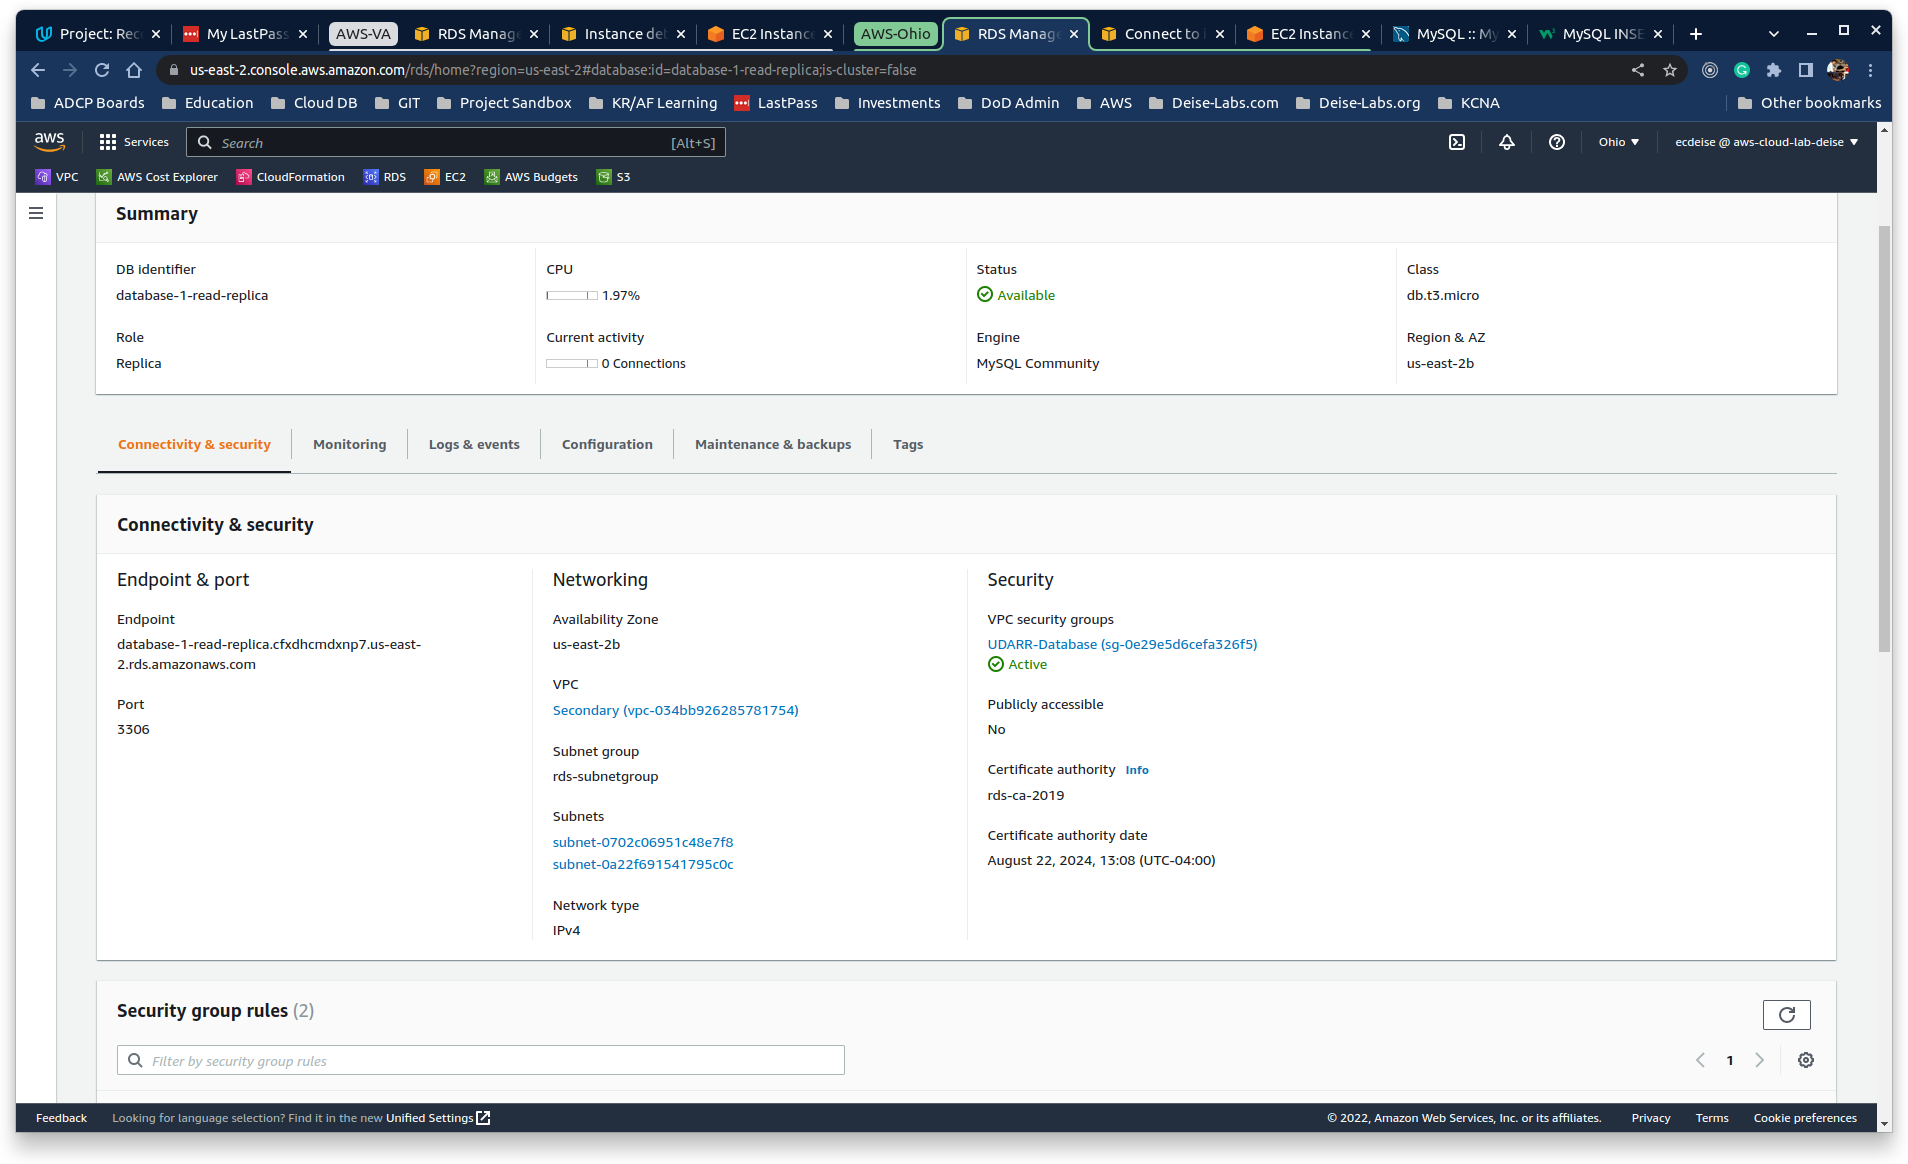 Project: Rec
My LastPass
AWS-VA
RDS Manage
Instance det
EC2 Instance
AWS-Ohio
RDS Manage
Connect to
EC2 Instance
MySQL :: My
MySQL INSE
us-east-2.console.aws.amazon.com/rds/home?region=us-east-2#database:id=database-1-read-replica;is-cluster=false
ADCP Boards
Education
Cloud DB
GIT
Project Sandbox
KR/AF Learning
LastPass
Investments
DoD Admin
AWS
Deise-Labs.com
Deise-Labs.org
KCNA
Other bookmarks
aws
Services
Search
[Alt+S]
Ohio
ecdeise @ aws-cloud-lab-deise
VPC
AWS Cost Explorer
CloudFormation
RDS
EC2
AWS Budgets
S3
Summary
DB identifier
CPU
Status
Class
database-1-read-replica
1.97%
Available
db.t3.micro
Role
Current activity
Engine
Region & AZ
Replica
0 Connections
MySQL Community
us-east-2b
Connectivity & security
Monitoring
Logs & events
Configuration
Maintenance & backups
Tags
Connectivity & security
Endpoint & port
Endpoint
database-1-read-replica.cfxdhcmdxnp7.us-east-
2.rds.amazonaws.com
Port
3306
Networking
Availability Zone
us-east-2b
VPC
Secondary (vpc-034bb926285781754)
Subnet group
rds-subnetgroup
Subnets
subnet-0702c06951c48e7f8
subnet-0a22f691541795c0c
Network type
IPv4
Security
VPC security groups
UDARR-Database (sg-0e29e5d6cefa326f5)
Active
Publicly accessible
No
Certificate authority Info
rds-ca-2019
Certificate authority date
August 22, 2024, 13:08 (UTC-04:00)
Security group rules (2)
Filter by security group rules
1
Feedback
Looking for language selection? Find it in the new Unified Settings
© 2022, Amazon Web Services, Inc. or its affiliates.
Privacy
Terms
Cookie preferences